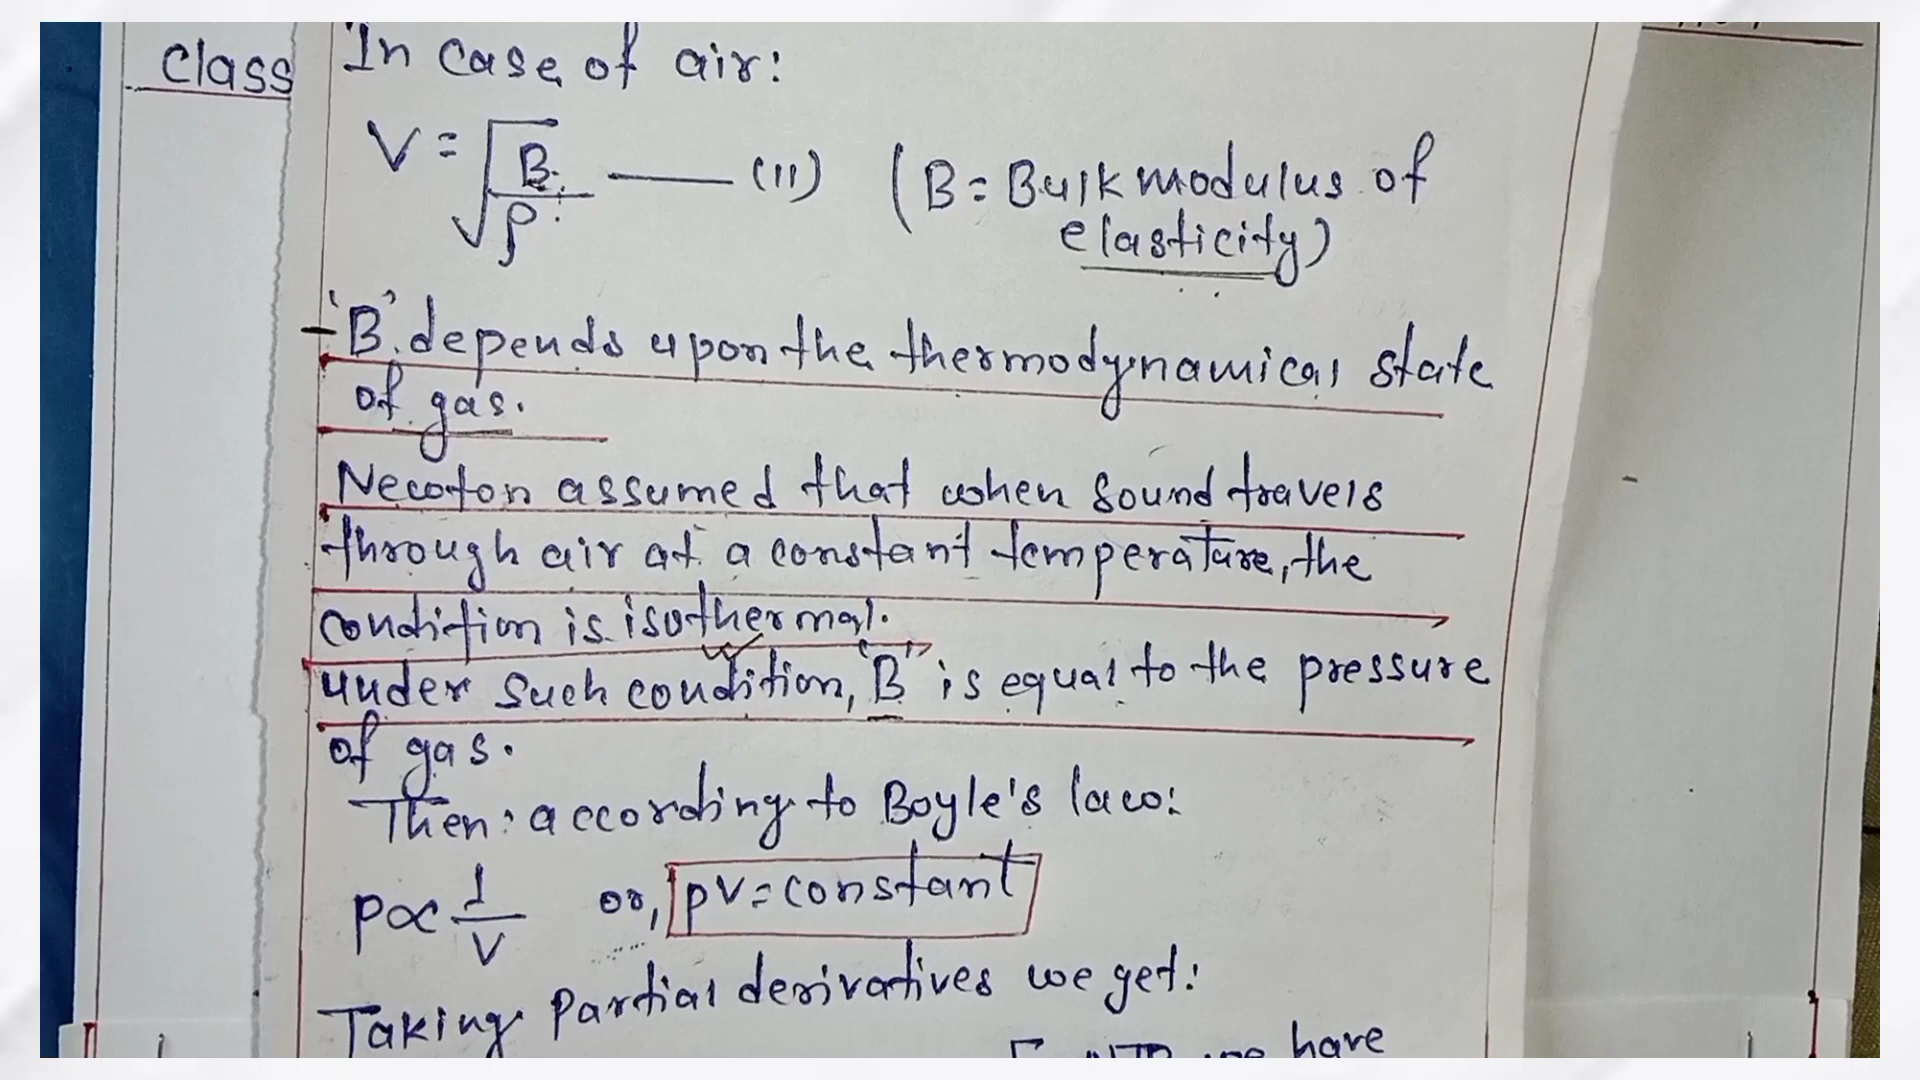 Class
In case of air:
V = √B/ρ —— (11) (B = Bulk modulus of
elasticity)
- 'B' depends upon the thermodynamical state
of gas.
Newton assumed that when sound travels
through air at a constant temperature, the
condition is isothermal.
under such condition, "B" is equal to the pressure
of gas.
Then: according to Boyle's law:
P ∝ 1/V or, PV = constant
Taking Partial derivatives we get:
we have